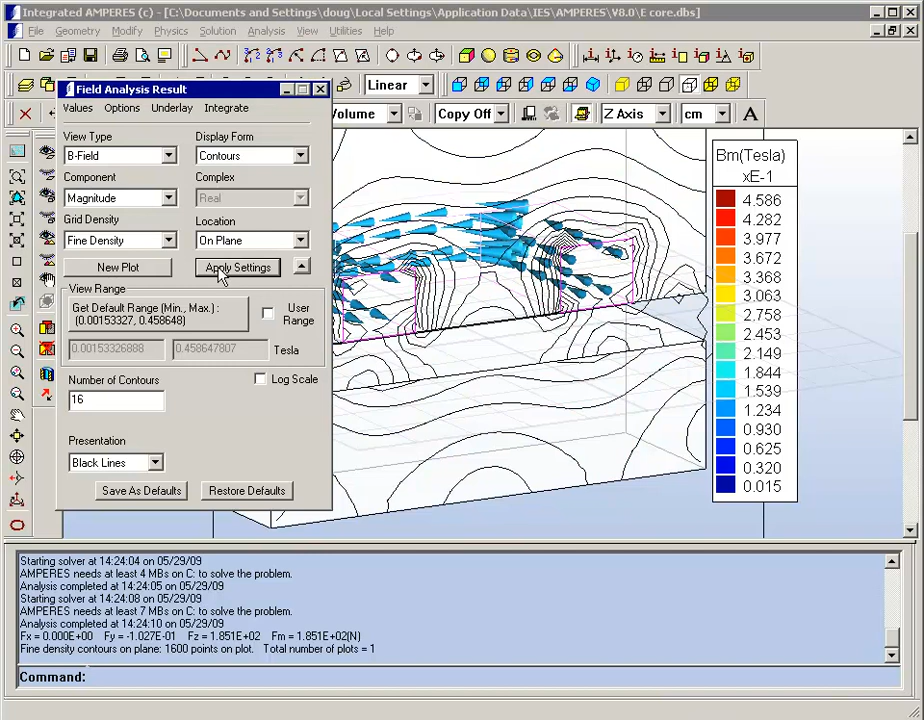 Integrated AMPERES (c) - [C:\Documents and Settings\doug\Local Settings\Application Data\IES\AMPERES\V8.0\E core.dbs]
File Geometry Modify Physics Solution Analysis View Utilities Help
Linear
Field Analysis Result
Values Options Underlay Integrate
olume Copy Off Z Axis cm A
View Type Display Form
B-Field Contours
Component Complex
Magnitude Real
Grid Density Location
Fine Density On Plane
New Plot Apply Settings
View Range
Get Default Range (Min., Max.) :
(0.00153327, 0.458648)
User
Range
0.00153326888 0.458647807 Tesla
Number of Contours Log Scale
16
Presentation
Black Lines
Save As Defaults Restore Defaults
Bm(Tesla)
xE-1
4.586
4.282
3.977
3.672
3.368
3.063
2.758
2.453
2.149
1.844
1.539
1.234
0.930
0.625
0.320
0.015
Starting solver at 14:24:04 on 05/29/09
AMPERES needs at least 4 MBs on C: to solve the problem.
Analysis completed at 14:24:05 on 05/29/09
Starting solver at 14:24:08 on 05/29/09
AMPERES needs at least 7 MBs on C: to solve the problem.
Analysis completed at 14:24:10 on 05/29/09
Fx = 0.000E+00 Fy = -1.027E-01 Fz = 1.851E+02 Fm = 1.851E+02(N)
Fine density contours on plane: 1600 points on plot. Total number of plots = 1
Command: